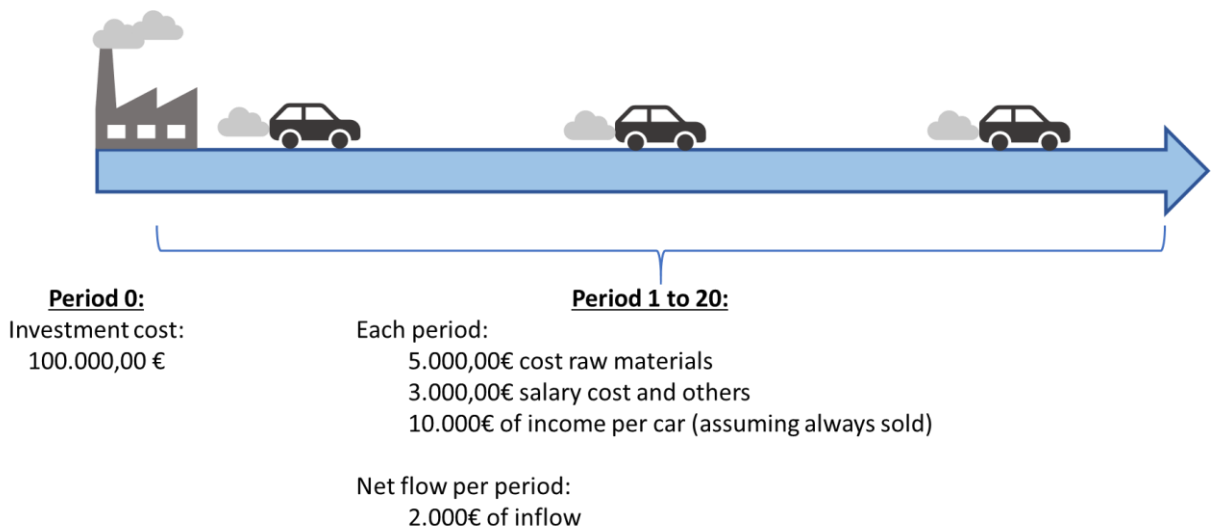 Period 0:
Investment cost:
100.000,00 €
Period 1 to 20:
Each period:
5.000,00€ cost raw materials
3.000,00€ salary cost and others
10.000€ of income per car (assuming always sold)
Net flow per period:
2.000€ of inflow